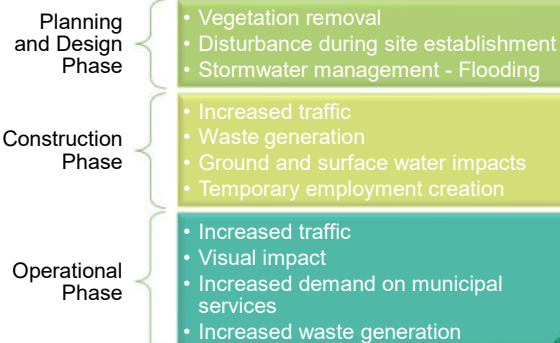 Planning
and Design
Phase
• Vegetation removal
• Disturbance during site establishment
• Stormwater management - Flooding
Construction
Phase
• Increased traffic
• Waste generation
• Ground and surface water impacts
• Temporary employment creation
Operational
Phase
• Increased traffic
• Visual impact
• Increased demand on municipal
services
• Increased waste generation